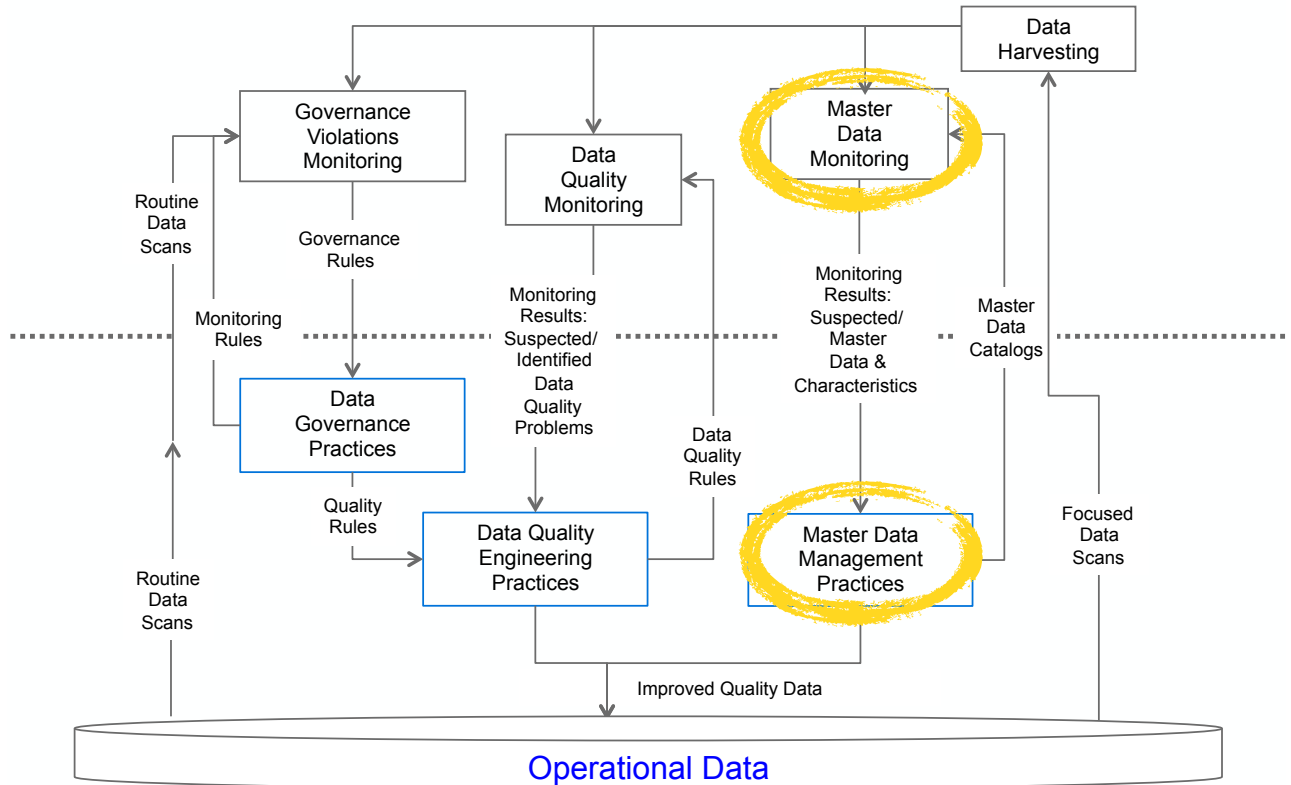 Data
Harvesting
Governance
Violations
Monitoring
Data
Quality
Monitoring
Master
Data
Monitoring
Routine
Data
Scans
Governance
Rules
Monitoring
Rules
Monitoring
Results:
Suspected/
Identified
Data
Quality
Problems
Monitoring
Results:
Suspected/
Master
Data &
Characteristics
Master
Data
Catalogs
Data
Governance
Practices
Data
Quality
Rules
Quality
Rules
Data Quality
Engineering
Practices
Master Data
Management
Practices
Focused
Data
Scans
Routine
Data
Scans
Improved Quality Data
Operational Data